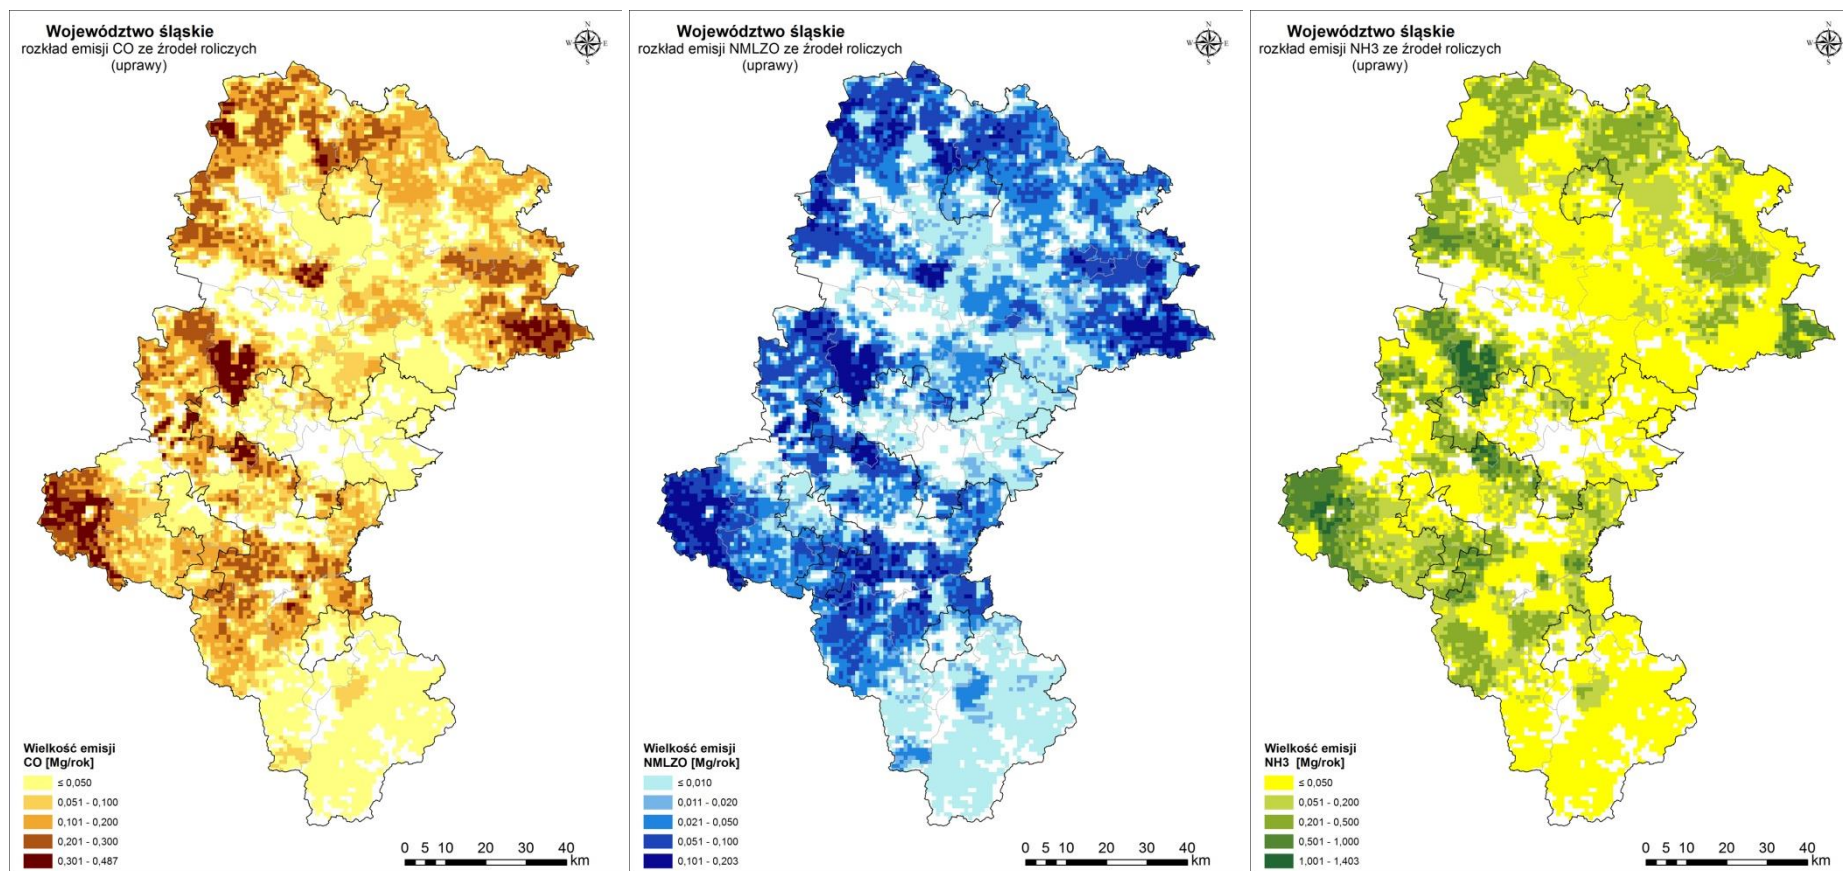 Województwo śląskie
rozkład emisji CO ze źrodeł roliczych
(uprawy)
N
W
E
S
Wielkość emisji
CO [Mg/rok]
≤ 0,050
0,051 - 0,100
0,101 - 0,200
0,201 - 0,300
0,301 - 0,487
0 5 10 20 30 40
km
Województwo śląskie
rozkład emisji NMLZO ze źrodeł roliczych
(uprawy)
N
W
E
S
Wielkość emisji
NMLZO [Mg/rok]
≤ 0,010
0,011 - 0,020
0,021 - 0,050
0,051 - 0,100
0,101 - 0,203
0 5 10 20 30 40
km
Województwo śląskie
rozkład emisji NH3 ze źrodeł roliczych
(uprawy)
N
W
E
S
Wielkość emisji
NH3 [Mg/rok]
≤ 0,050
0,051 - 0,200
0,201 - 0,500
0,501 - 1,000
1,001 - 1,403
0 5 10 20 30 40
km